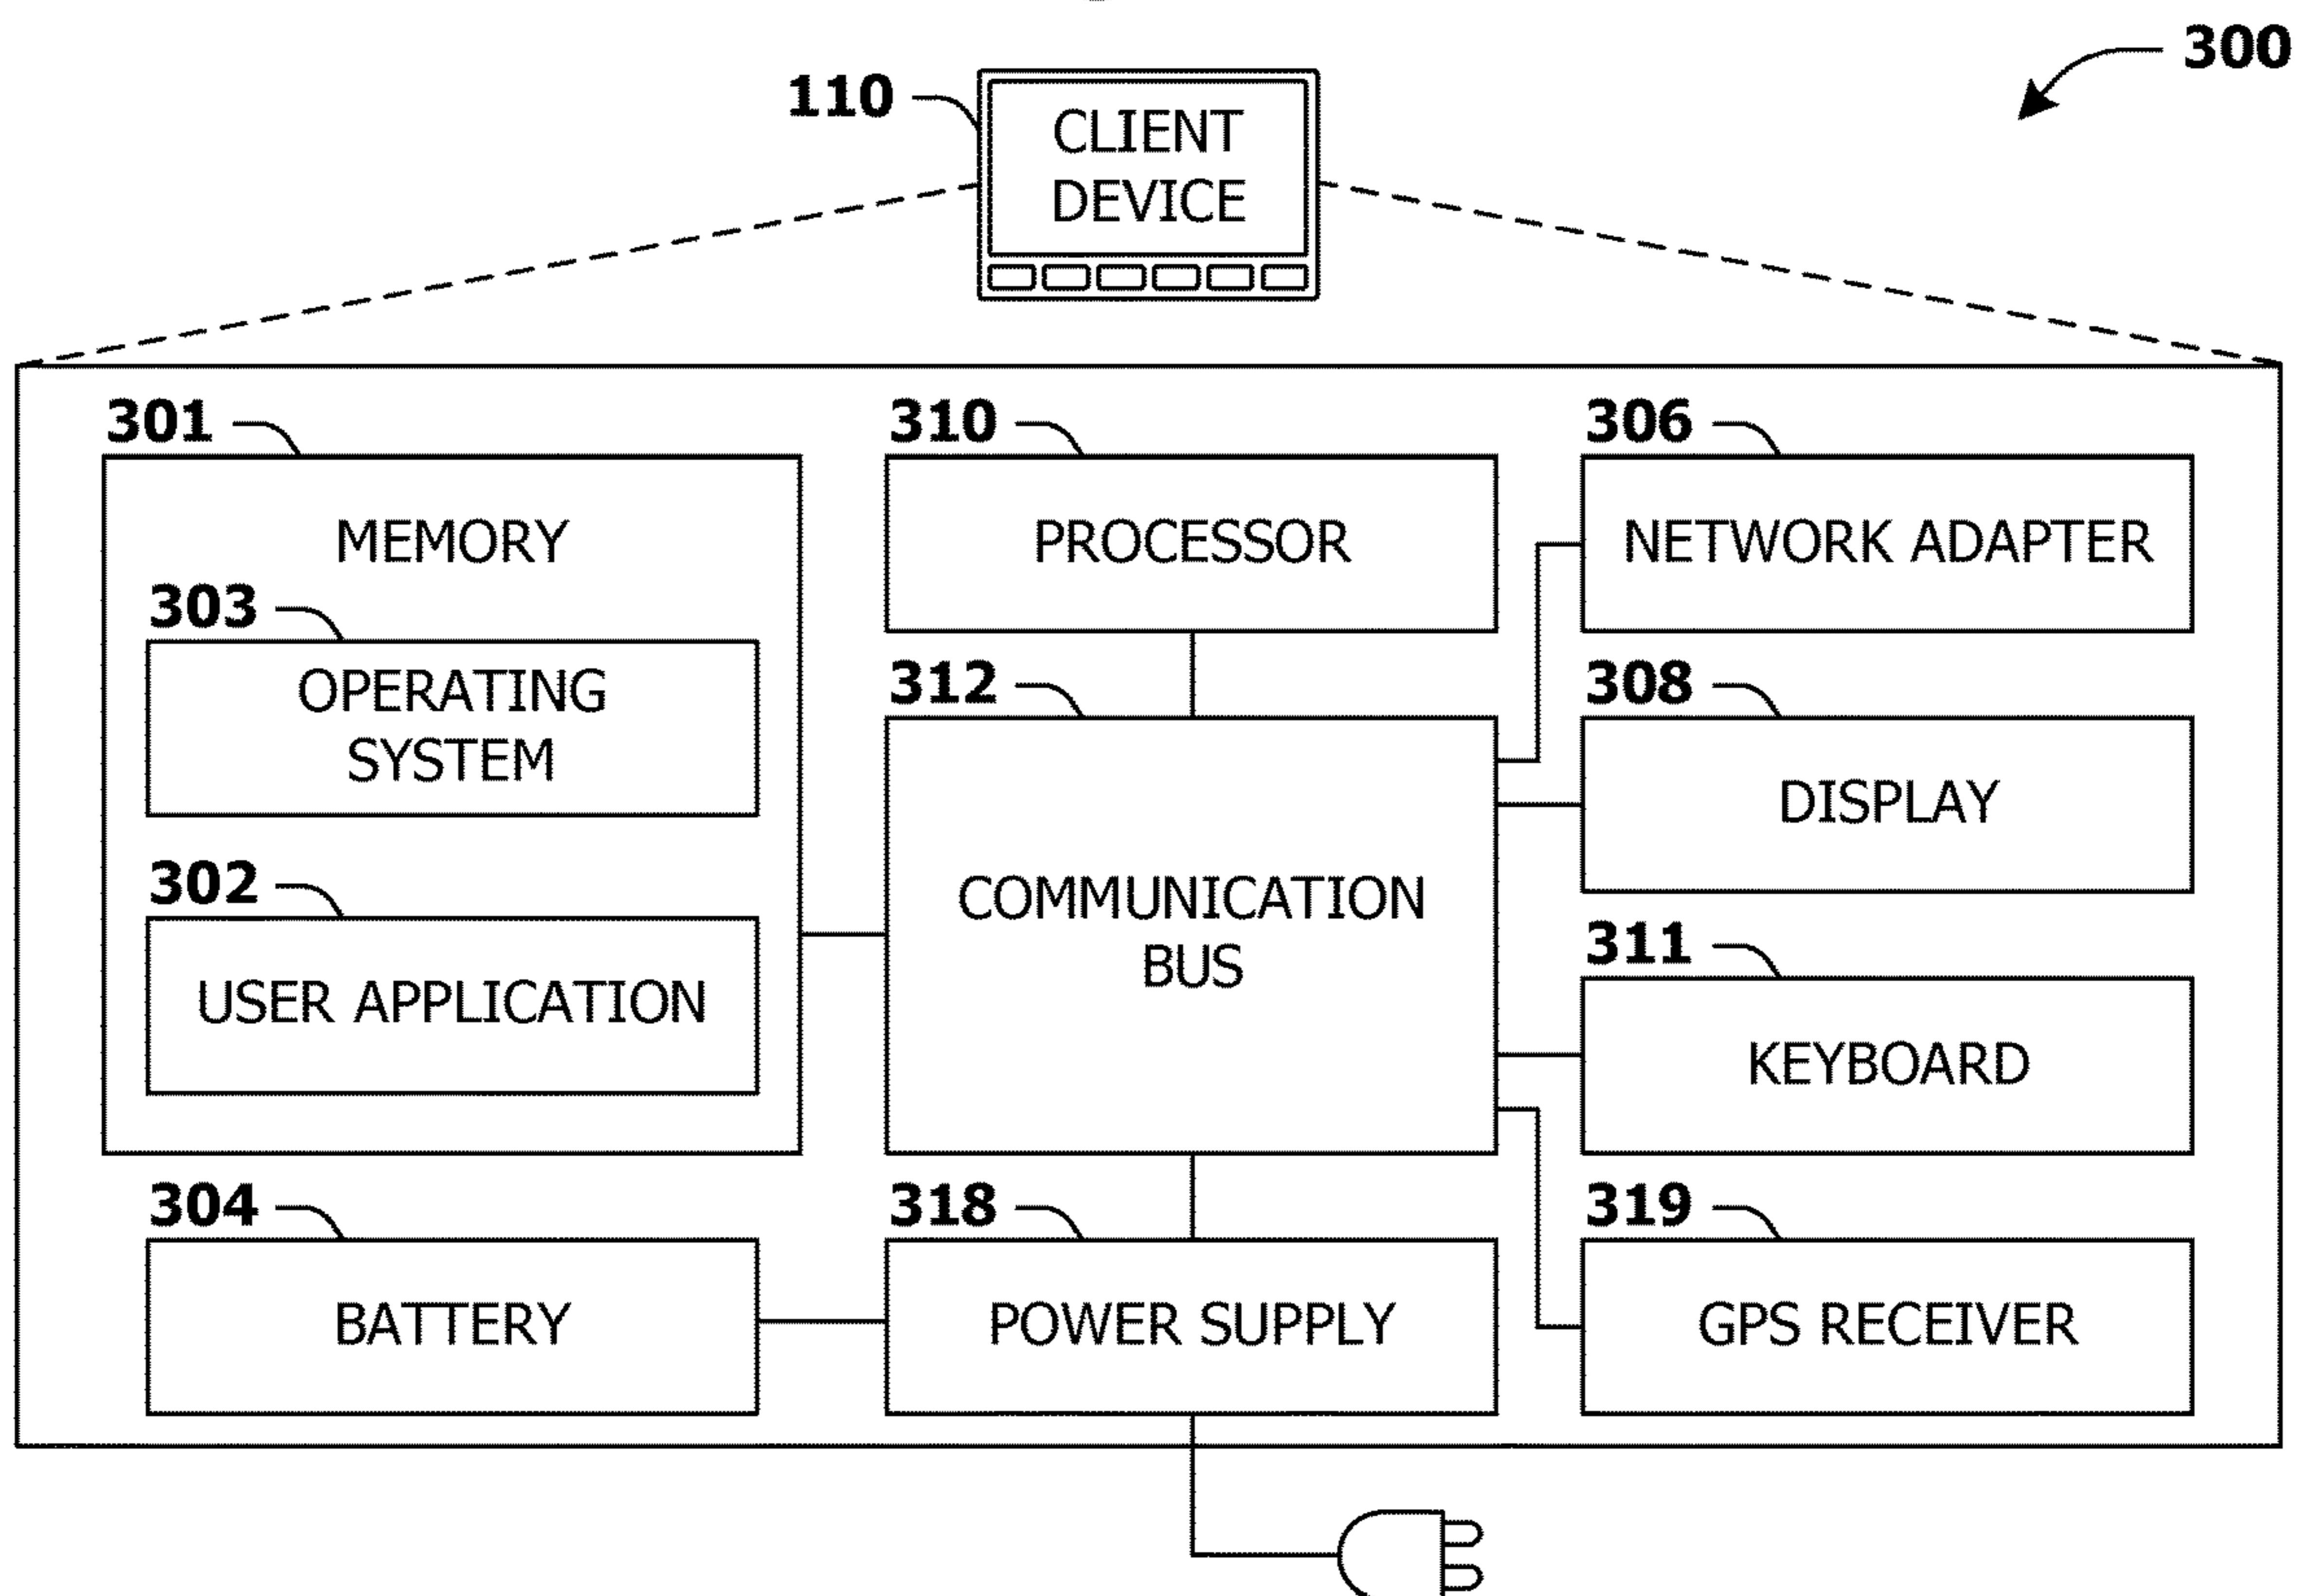 300
110
CLIENT
DEVICE
301
310
306
MEMORY
PROCESSOR
NETWORK ADAPTER
303
312
308
OPERATING
SYSTEM
DISPLAY
302
COMMUNICATION
BUS
311
USER APPLICATION
KEYBOARD
304
318
319
BATTERY
POWER SUPPLY
GPS RECEIVER